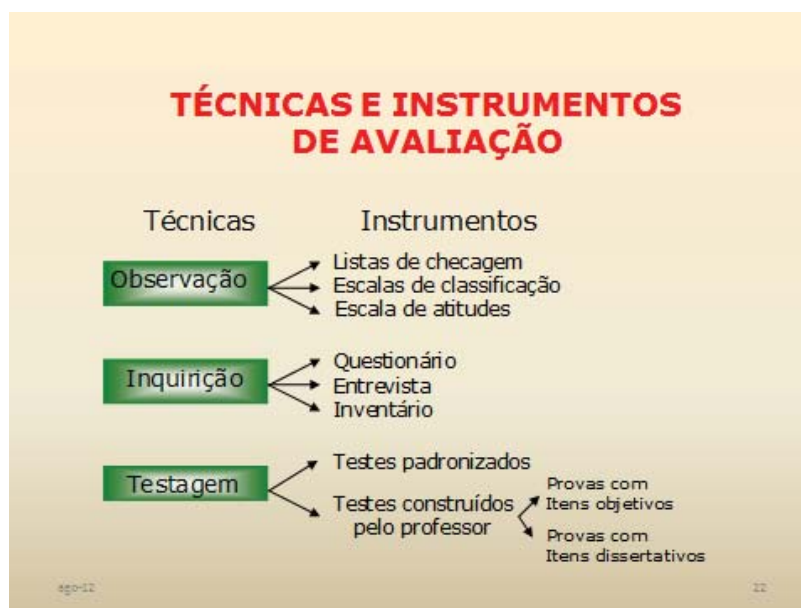 TÉCNICAS E INSTRUMENTOS
DE AVALIAÇÃO
Técnicas
Instrumentos
Observação
Listas de checagem
Escalas de classificação
Escala de atitudes
Inquirição
Questionário
Entrevista
Inventário
Testagem
Testes padronizados
Testes construídos
pelo professor
Provas com
Itens objetivos
Provas com
Itens dissertativos
ago-12
22